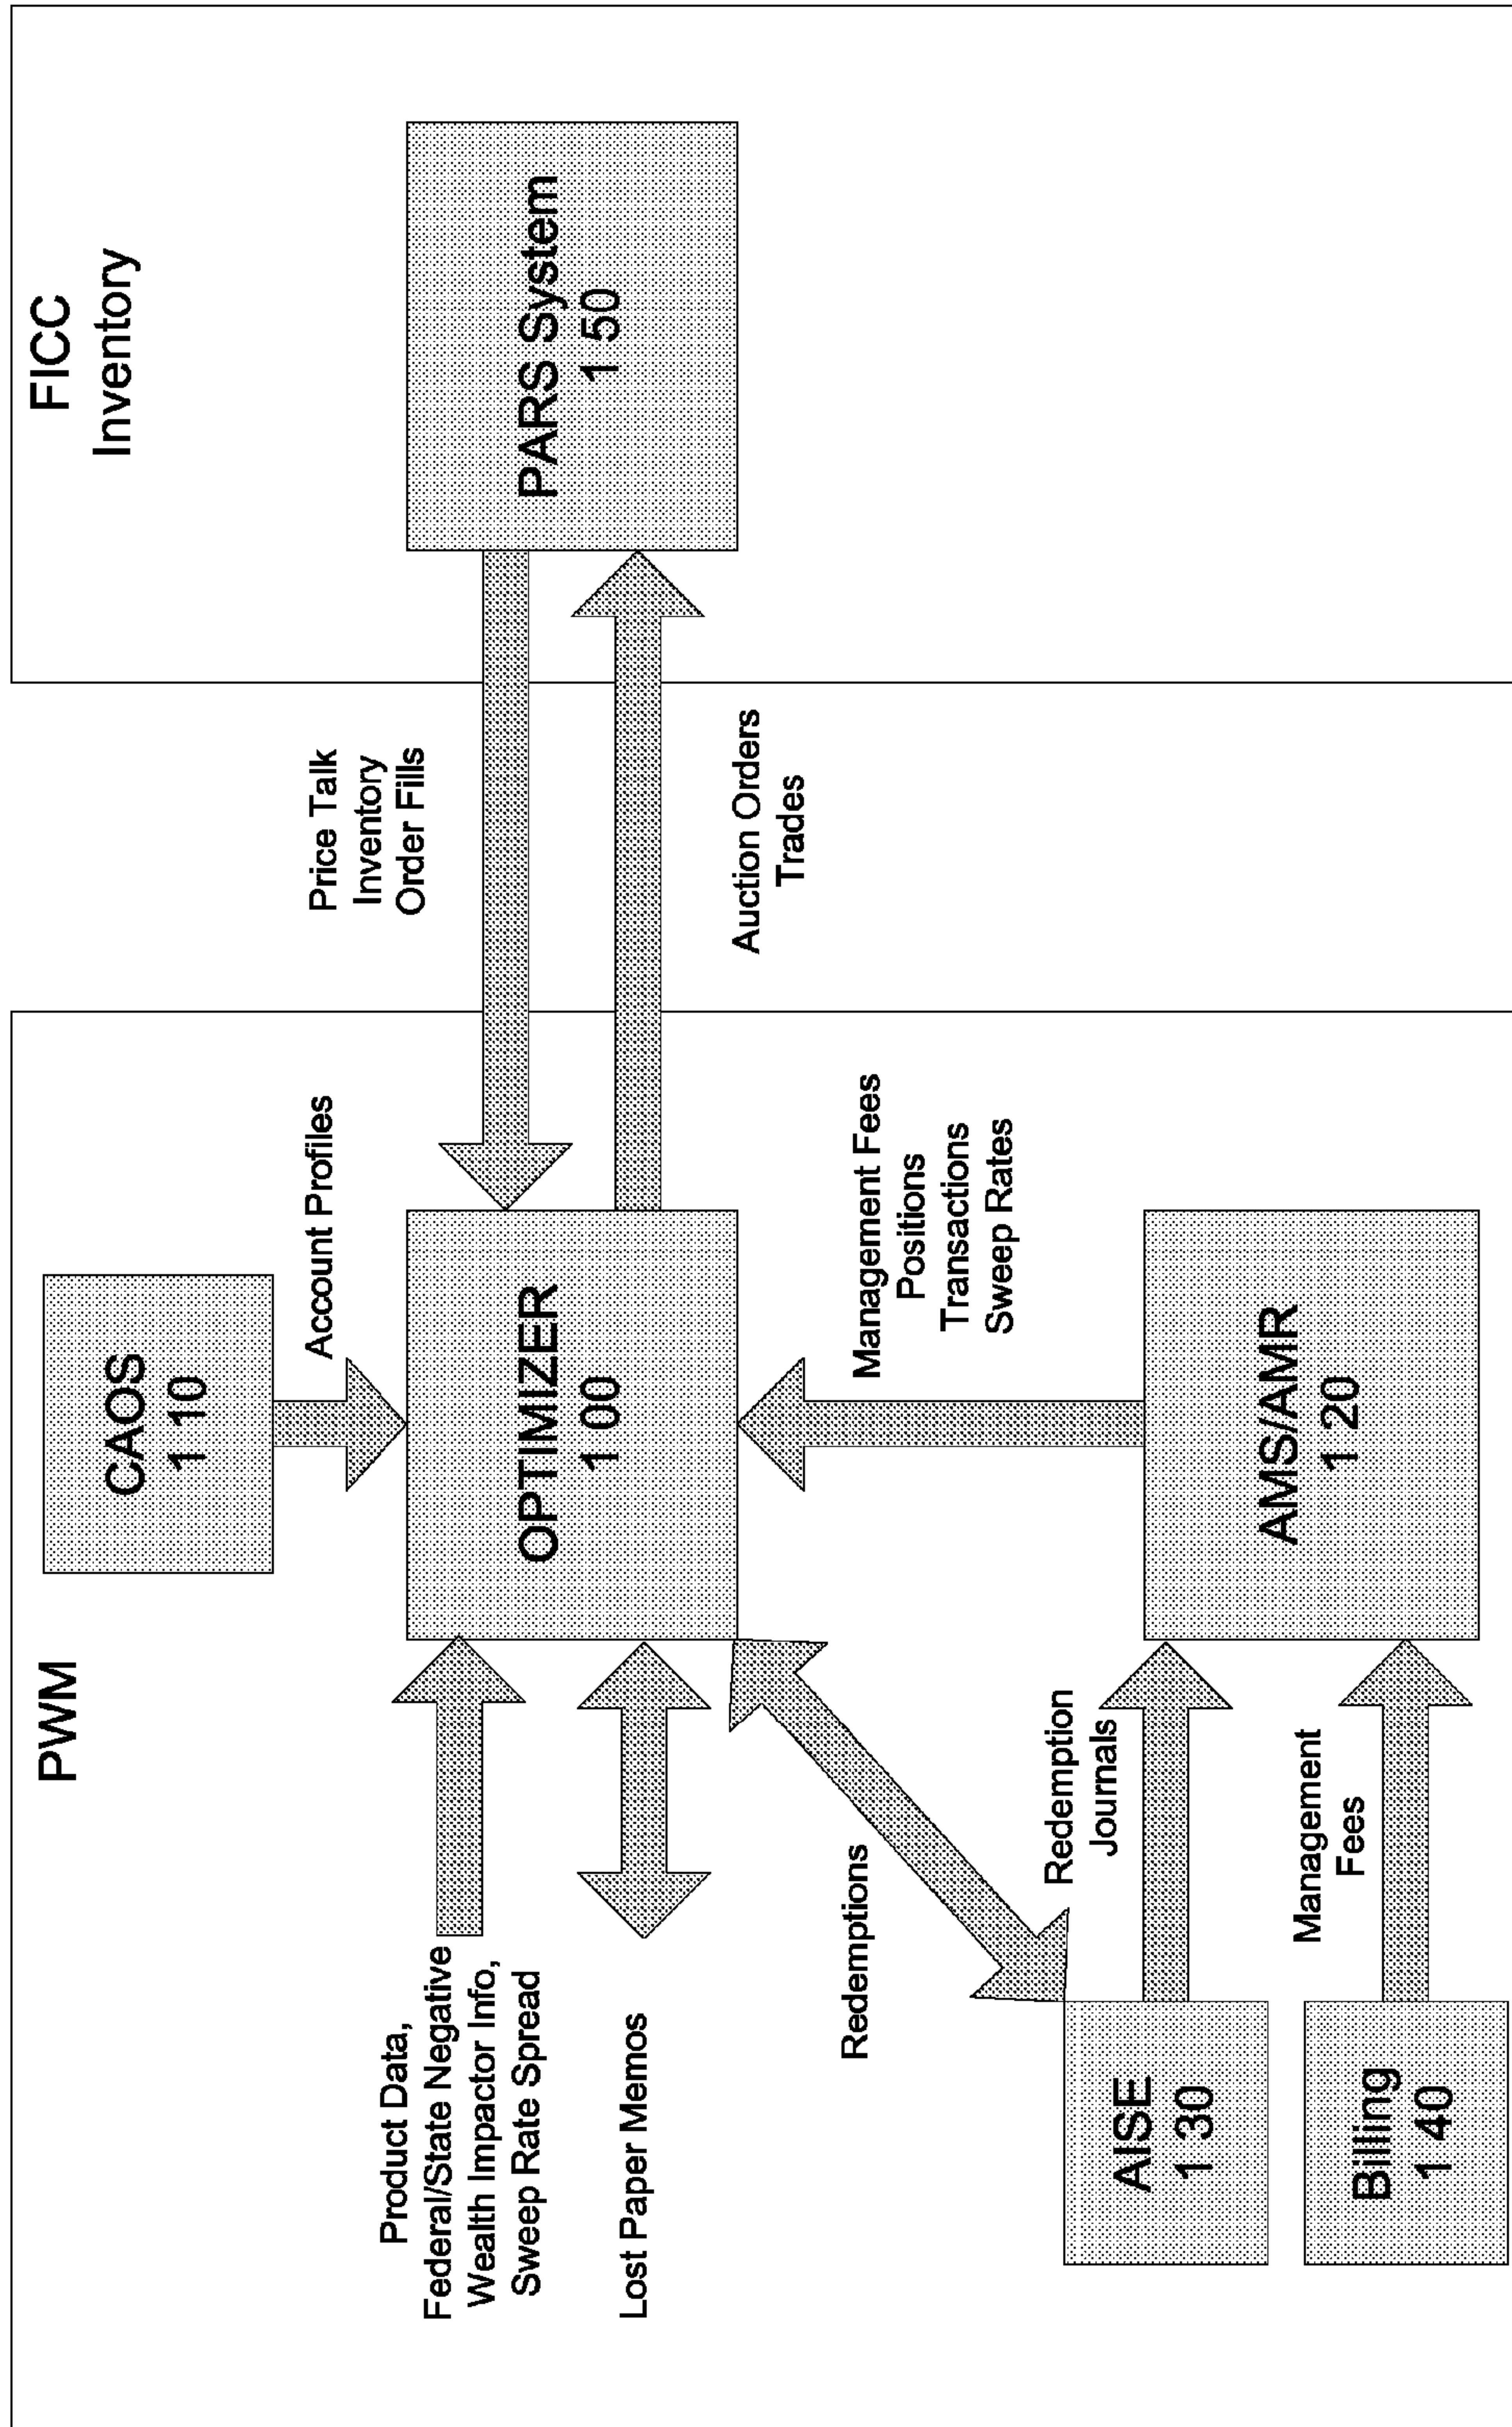 PWM
FICC
Inventory
CAOS
1 10
Account Profiles
Product Data,
Federal/State Negative
Wealth Impactor Info,
Sweep Rate Spread
OPTIMIZER
1 00
Price Talk
Inventory
Order Fills
PARS System
1 50
Lost Paper Memos
Auction Orders
Trades
Redemptions
Management Fees
Positions
Transactions
Sweep Rates
Redemption
Journals
AISE
1 30
AMS/AMR
1 20
Management
Fees
Billing
1 40